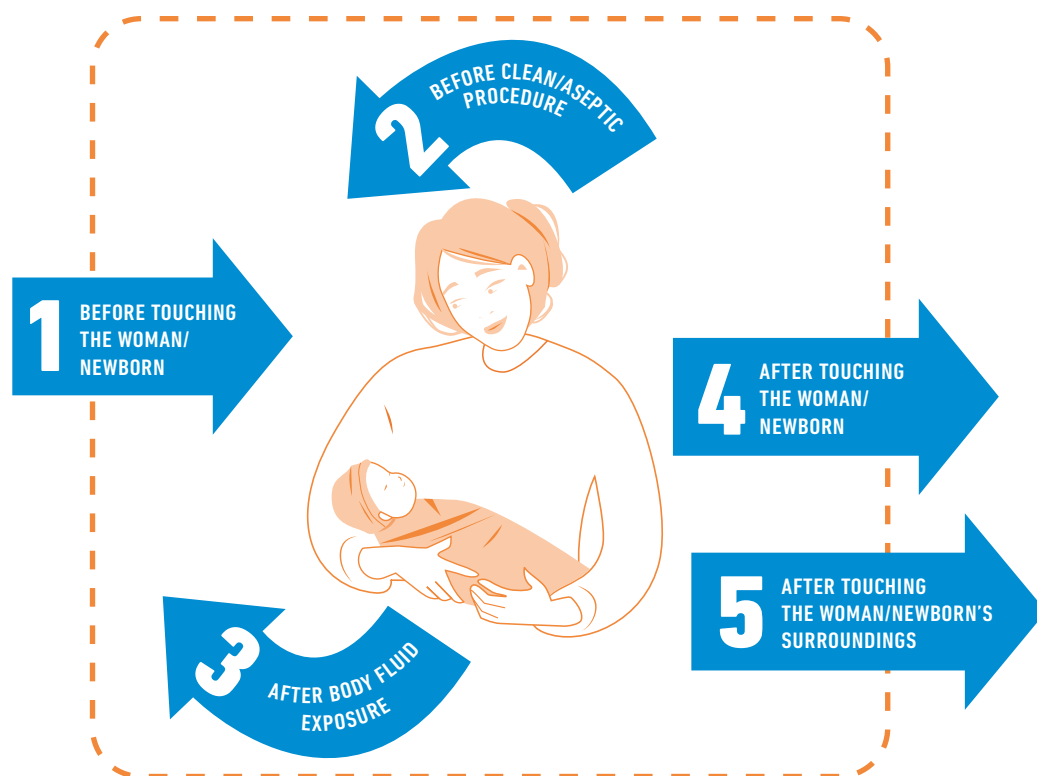 2
BEFORE CLEAN/ASEPTIC
PROCEDURE
1
BEFORE TOUCHING
THE WOMAN/
NEWBORN
4
AFTER TOUCHING
THE WOMAN/
NEWBORN
5
AFTER TOUCHING
THE WOMAN/NEWBORN'S
SURROUNDINGS
3
AFTER BODY FLUID
EXPOSURE